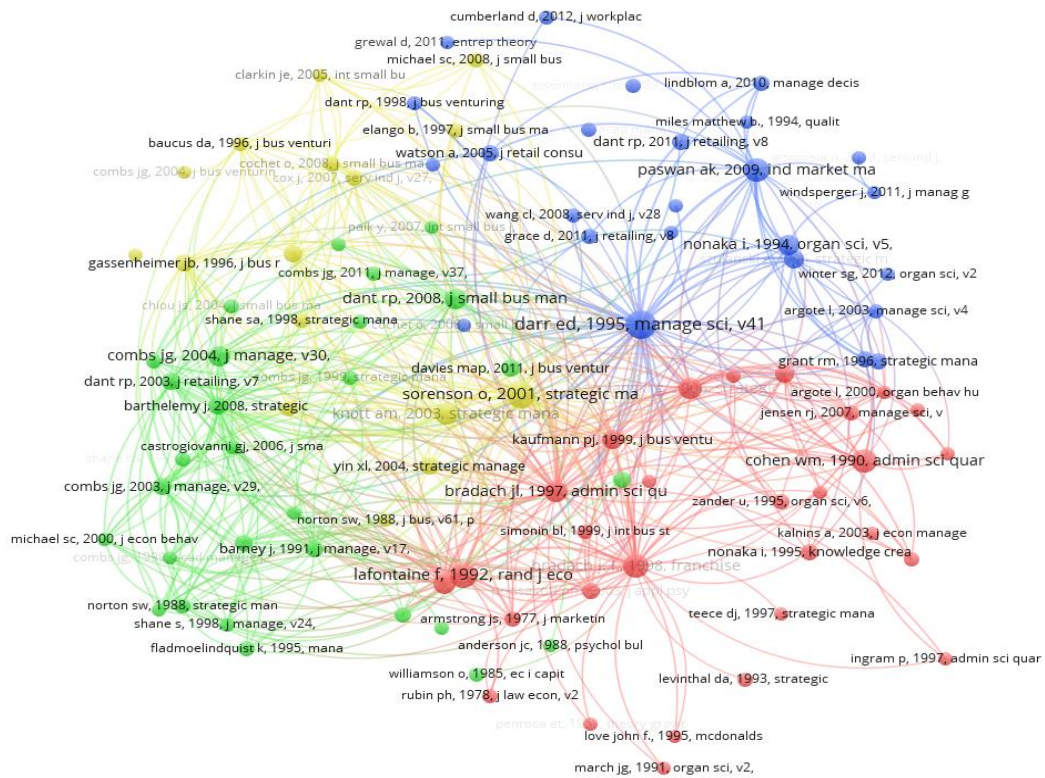 cumberland d, 2012, j workplac
grewal d, 2011, entrep theory
michael sc, 2008, j small bus
clarkin je, 2005, int small bu
lindblom a, 2010, manage decis
dant rp, 1998, j bus venturing
miles matthew b., 1994, qualit
elango b, 1997, j small bus ma
baucus da, 1996, j bus venturi
dant rp, 2011, j retailing, v8
watson a, 2005, j retail consu
cochet o, 2008, j small bus ma
combs jg, 2004, j bus venturin
cox j, 2007, serv ind j, v27,
paswan ak, 2009, ind market ma
windsperger j, 2011, j manag g
wang cl, 2008, serv ind j, v28
paik y, 2007, int small bus
grace d, 2011, j retailing, v8
nonaka i, 1994, organ sci, v5,
gassenheimer jb, 1996, j bus r
combs jg, 2011, j manage, v37,
winter sg, 2012, organ sci, v2
dant rp, 2008, j small bus man
chiou js, 2004, j small bus ma
argote l, 2003, manage sci, v4
shane sa, 1998, strategic mana
darr ed, 1995, manage sci, v41
combs jg, 2004, j manage, v30,
grant rm, 1996, strategic mana
davies map, 2011, j bus ventur
dant rp, 2003, j retailing, v7
combs jg, 1999, strategic mana
sorenson o, 2001, strategic ma
argote l, 2000, organ behav hu
barthelemy j, 2008, strategic
knott am, 2003, strategic mana
jensen rj, 2007, manage sci, v
kaufmann pj, 1999, j bus ventu
castrogiovanni gj, 2006, j sma
cohen wm, 1990, admin sci quar
yin xl, 2004, strategic manage
combs jg, 2003, j manage, v29,
bradach jl, 1997, admin sci qu
zander u, 1995, organ sci, v6,
norton sw, 1988, j bus, v61, p
simonin bl, 1999, j int bus st
kalnins a, 2003, j econ manage
michael sc, 2000, j econ behav
barney j, 1991, j manage, v17,
nonaka i, 1995, knowledge crea
bradach j. l., 1998, franchise
lafontaine f, 1992, rand j eco
norton sw, 1988, strategic man
armstrong js, 1977, j marketin
teece dj, 1997, strategic mana
shane s, 1998, j manage, v24,
anderson jc, 1988, psychol bul
fladmoelindquist k, 1995, mana
ingram p, 1997, admin sci quar
williamson o, 1985, ec i capit
levinthal da, 1993, strategic
rubin ph, 1978, j law econ, v2
love john f., 1995, mcdonalds
march jg, 1991, organ sci, v2,